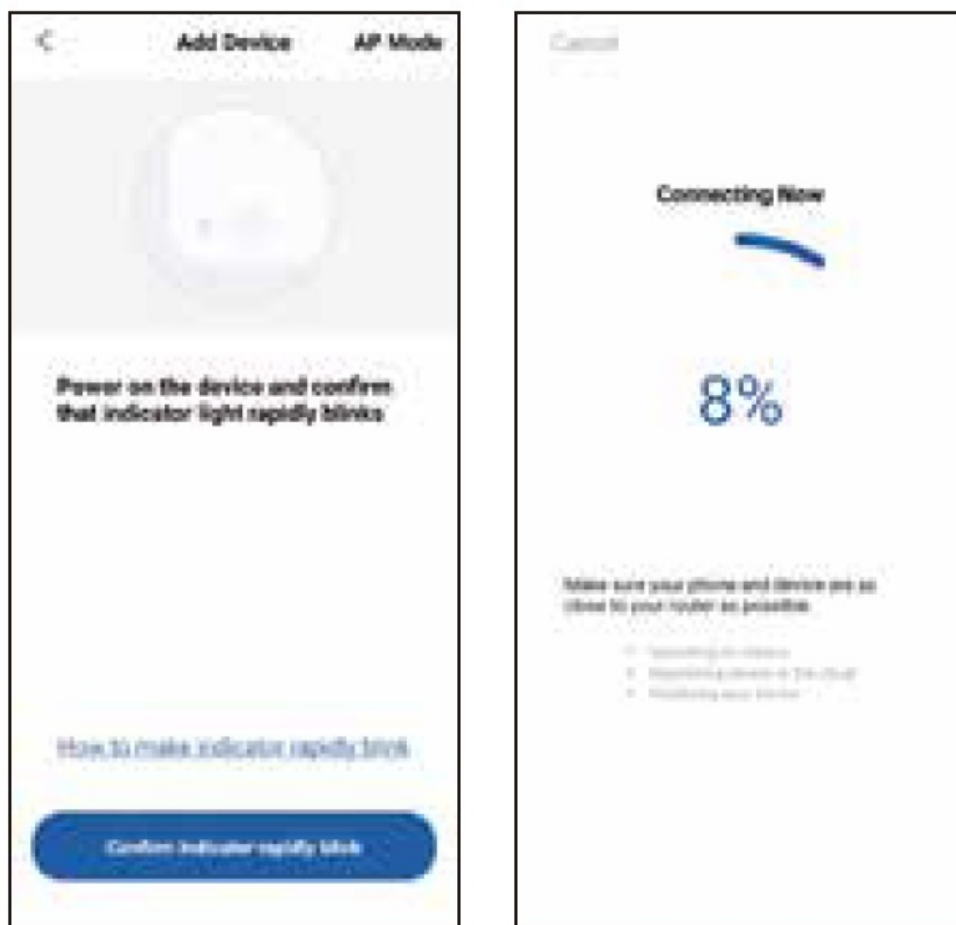 Add Device AP Mode
Power on the device and confirm
that indicator light rapidly blinks
How to make indicator rapidly blink
Confirm indicator rapidly blink
Cancel
Connecting Now
8%
Make sure your phone and device are as
close to your router as possible